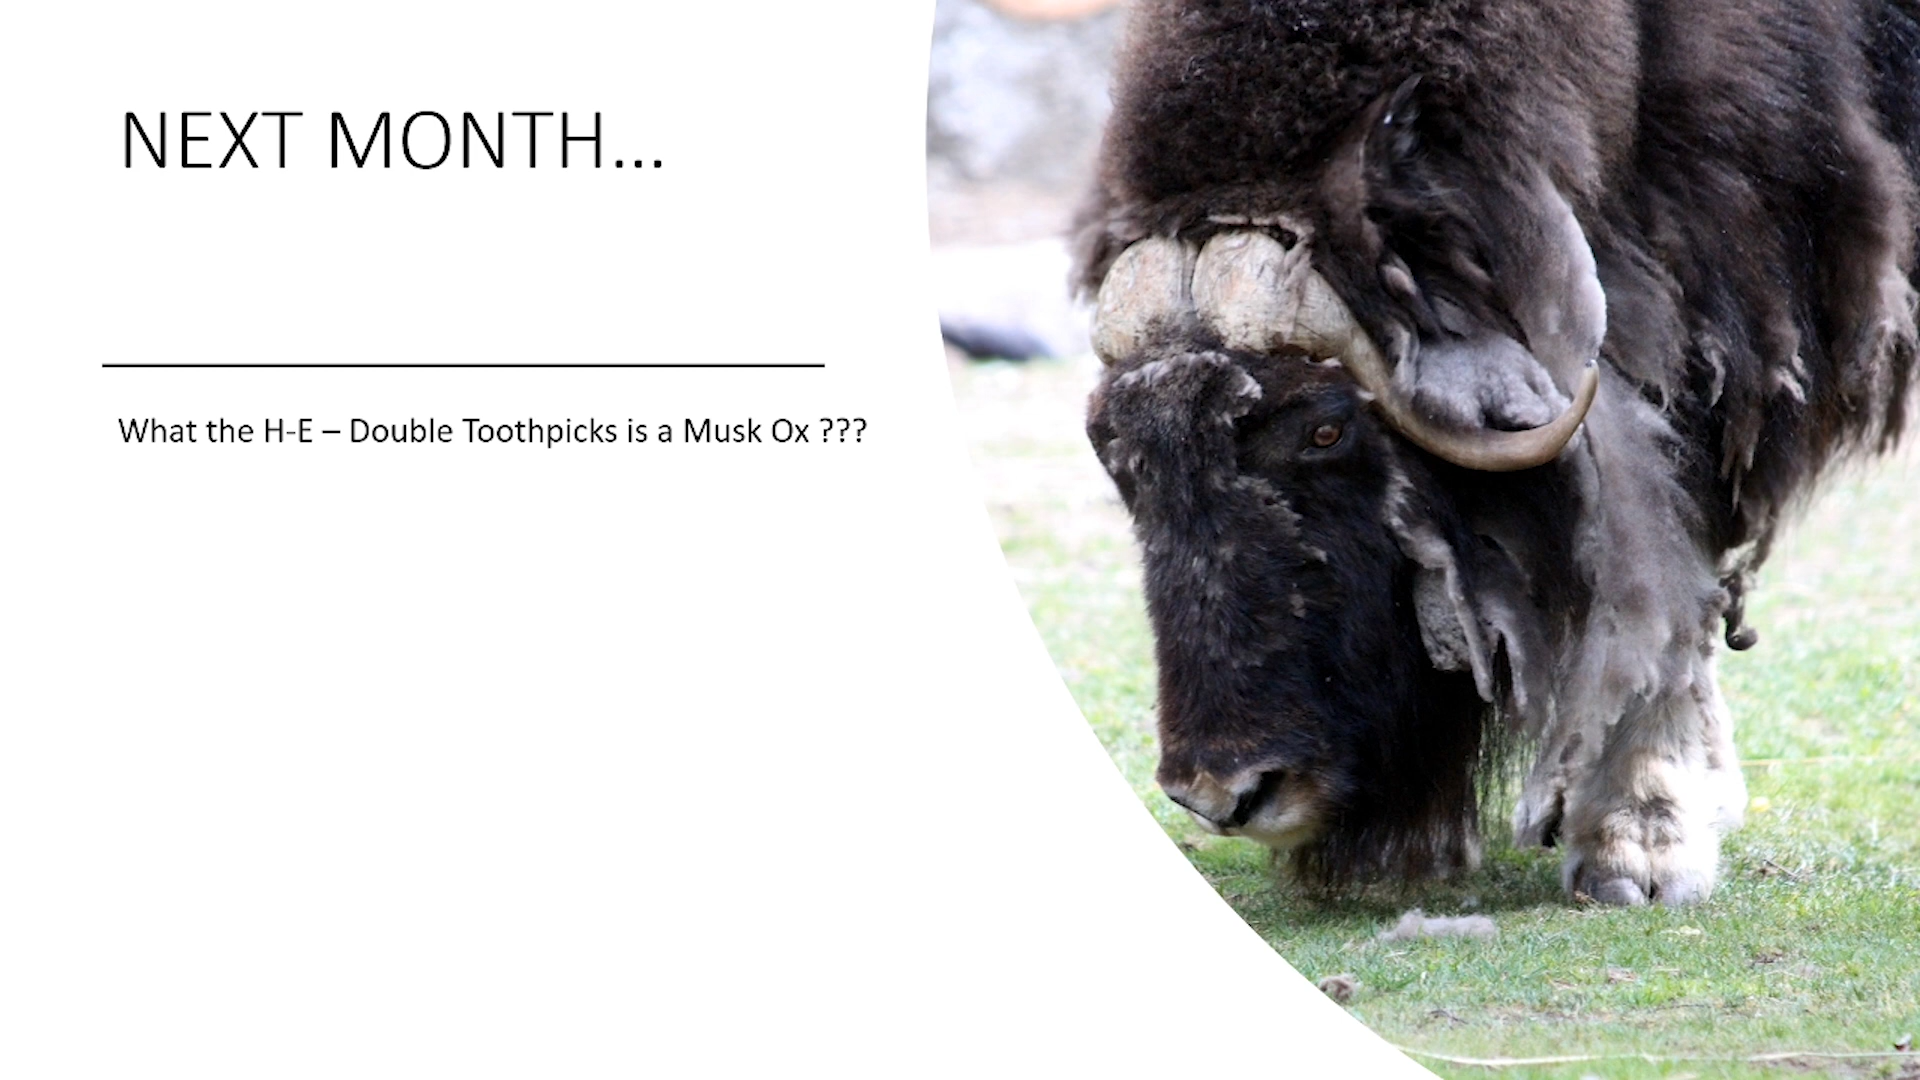 NEXT MONTH...
What the H-E – Double Toothpicks is a Musk Ox ???